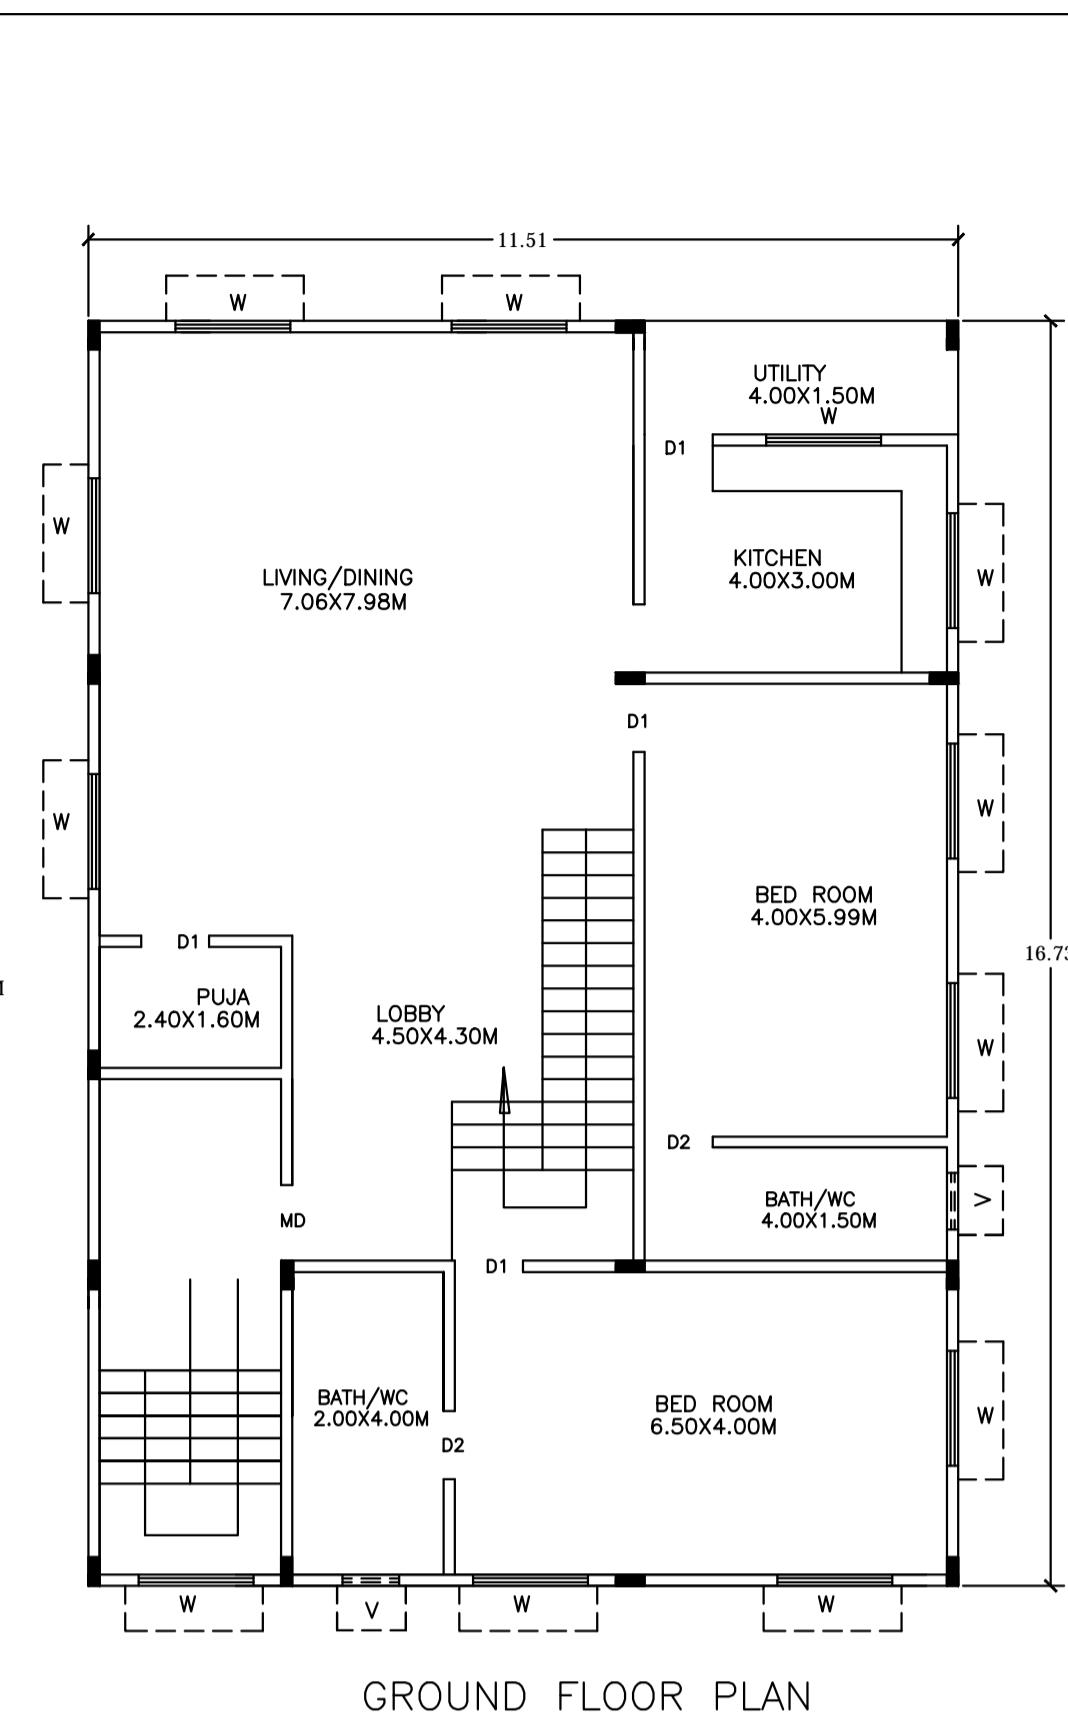 11.51
W
W
UTILITY
4.00X1.50M
W
D1
W
KITCHEN
4.00X3.00M
W
LIVING/DINING
7.06X7.98M
D1
W
W
BED ROOM
4.00X5.99M
D1
16.73
PUJA
2.40X1.60M
LOBBY
4.50X4.30M
W
D2
BATH/WC
4.00X1.50M
V
MD
D1
BATH/WC
2.00X4.00M
BED ROOM
6.50X4.00M
W
D2
W
V
W
W
GROUND FLOOR PLAN